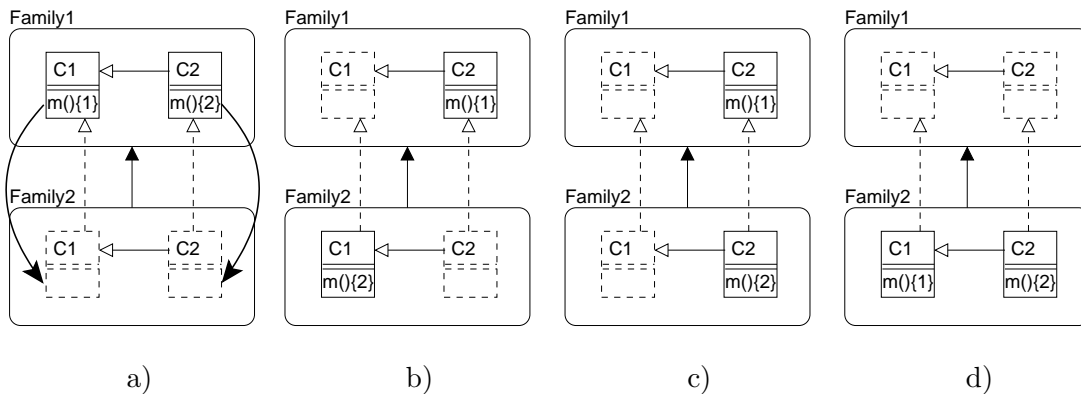 Family1 Family1 Family1 Family1
C1 C2 C1 C2 C1 C2 C1 C2
m(){1} m(){2} m(){1} m(){1}
Family2 Family2 Family2 Family2
C1 C2 C1 C2 C1 C2 C1 C2
m(){2} m(){2} m(){1} m(){2}
a) b) c) d)